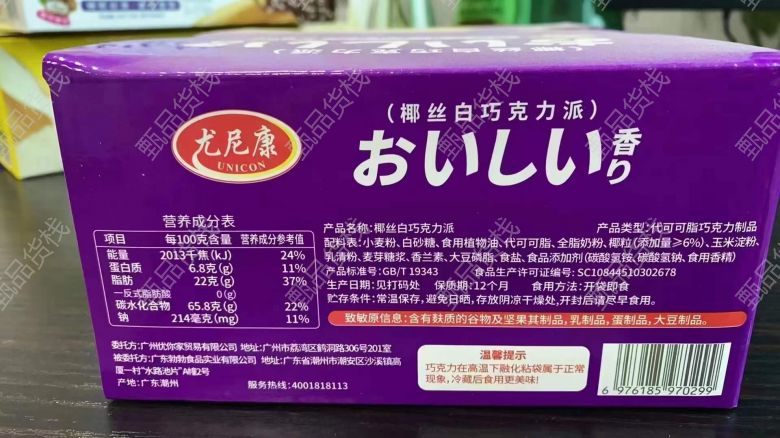 （椰丝白巧克力派）
尤尼康
UNICON
（椰丝白巧克力派）
おいしい香り
营养成分表
项目 每100克含量 营养成分参考值
能量 2013千焦(kJ) 24%
蛋白质 6.8克(g) 11%
脂肪 22克(g) 37%
一反式脂肪酸 0(g)
碳水化合物 65.8克(g) 22%
钠 214毫克(mg) 11%
产品名称：椰丝白巧克力派 产品类型：代可可脂巧克力制品
配料表：小麦粉、白砂糖、食用植物油、代可可脂、全脂奶粉、椰粒(添加量≥6%)、玉米淀粉、
乳清粉、麦芽糖浆、香兰素、大豆磷脂、食盐、食品添加剂(碳酸氢铵、碳酸氢钠、食用香精)
产品标准号：GB/T 19343 食品生产许可证编号：SC10844510302678
生产日期：见打码处 保质期：12个月 食用方法：开袋即食
贮存条件：常温保存，避免日晒，存放阴凉干燥处，开封后请尽早食用。
致敏原信息：含有麸质的谷物及坚果其制品，乳制品，蛋制品，大豆制品。
委托方：广州优你家贸易有限公司 地址：广州市荔湾区鹤洞路306号201室
被委托方：广东勃勃食品实业有限公司 地址：广东省潮州市潮安区沙溪镇高
厦一村"水路池片"A幢2号
产地：广东潮州 服务热线：4001818113
温馨提示
巧克力在高温下融化粘袋属于正常
现象，冷藏后食用更美味！
6 976185 970299
甄品货栈